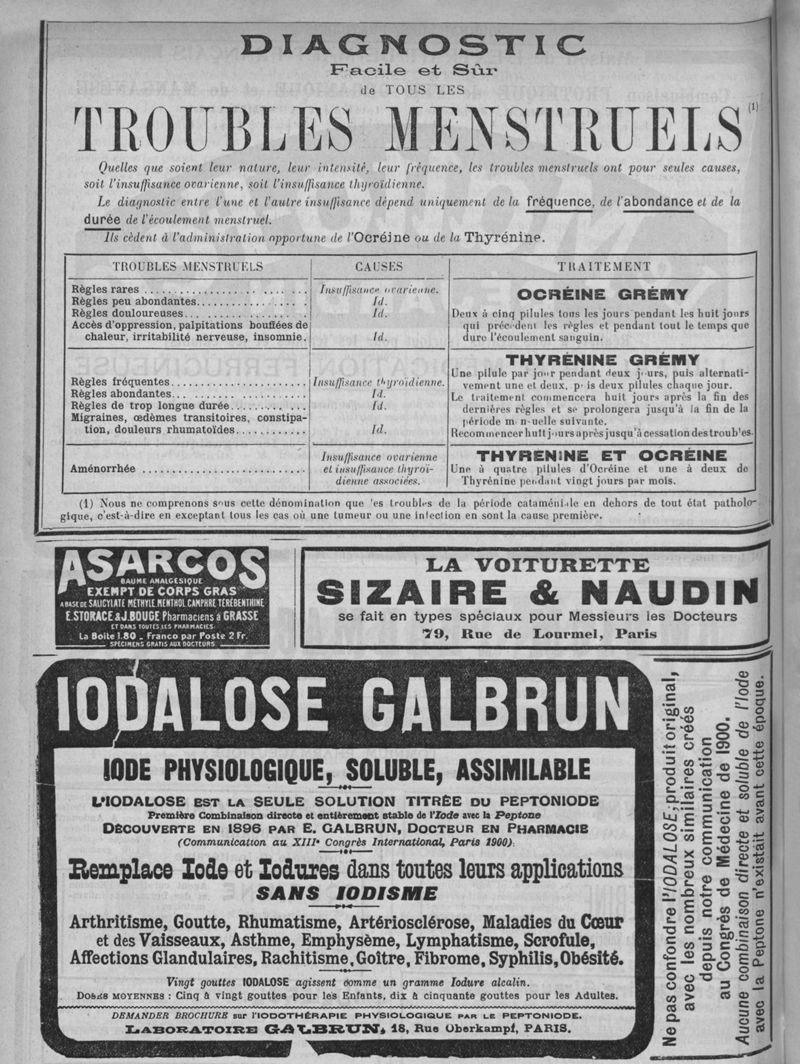 DIAGNOSTIC
Facile et Sûr
de TOUS LES
TROUBLES MENSTRUELS (1)
Quelles que soient leur nature, leur intensité, leur fréquence, les troubles menstruels ont pour seules causes,
soit l'insuffisance ovarienne, soit l'insuffisance thyroïdienne.
Le diagnostic entre l'une et l'autre insuffisance dépend uniquement de la fréquence, de l'abondance et de la
durée de l'écoulement menstruel.
Ils cèdent à l'administration opportune de l'Ocréine ou de la Thyrénine.
TROUBLES MENSTRUELS CAUSES TRAITEMENT
Règles rares Insuffisance ovarienne.
Règles peu abondantes Id.
Règles douloureuses Id.
Accès d'oppression, palpitations bouffées de
chaleur, irritabilité nerveuse, insomnie. Id.
OCRÉINE GRÉMY
Deux à cinq pilules tous les jours pendant les huit jours
qui précèdent les règles et pendant tout le temps que
dure l'écoulement sanguin.
Règles fréquentes Insuffisance thyroïdienne.
Règles abondantes Id.
Règles de trop longue durée Id.
Migraines, œdèmes transitoires, constipa-
tion, douleurs rhumatoïdes Id.
THYRÉNINE GRÉMY
Une pilule par jour pendant deux jours, puis alternati-
vement une et deux, p is deux pilules chaque jour.
Le traitement commencera huit jours après la fin des
dernières règles et se prolongera jusqu'à la fin de la
période m n-uelle suivante.
Recommencer huit jours après jusqu'à cessation des troub'es.
Aménorrhée
Insuffisance ovarienne
et insuffisance thyroï-
dienne associées.
THYRÉNINE ET OCRÉINE
Une à quatre pilules d'Ocréine et une à deux de
Thyrénine pendant vingt jours par mois.
(1) Nous ne comprenons sous cette dénomination que 'es troubles de la période cataméniale en dehors de tout état patholo-
gique, c'est-à-dire en exceptant tous les cas où une tumeur ou une infection en sont la cause première.
ASARCOS
BAUME ANALGÉSIQUE
EXEMPT DE CORPS GRAS
A BASE DE SALICYLATE MÉTHYLE, MENTHOL, CAMPHRE, TÉRÉBENTHINE
E. STORACE & J. BOUGE Pharmaciens à GRASSE
ET DANS TOUTES LES PHARMACIES
La Boite 1.80 _ Franco par Poste 2 Fr.
SPÉCIMENS GRATIS AUX DOCTEURS
LA VOITURETTE
SIZAIRE & NAUDIN
se fait en types spéciaux pour Messieurs les Docteurs
79, Rue de Lourmel, Paris
IODALOSE GALBRUN
IODE PHYSIOLOGIQUE, SOLUBLE, ASSIMILABLE
L'IODALOSE EST LA SEULE SOLUTION TITRÉE DU PEPTONIODE
Première Combinaison directe et entièrement stable de l'Iode avec la Peptone
DÉCOUVERTE EN 1896 PAR E. GALBRUN, DOCTEUR EN PHARMACIE
(Communication au XIIIe Congrès International, Paris 1900).
Remplace Iode et Iodures dans toutes leurs applications
SANS IODISME
Arthritisme, Goutte, Rhumatisme, Artériosclérose, Maladies du Cœur
et des Vaisseaux, Asthme, Emphysème, Lymphatisme, Scrofule,
Affections Glandulaires, Rachitisme, Goître, Fibrome, Syphilis, Obésité.
Vingt gouttes IODALOSE agissent comme un gramme Iodure alcalin.
DOSES MOYENNES : Cinq à vingt gouttes pour les Enfants, dix à cinquante gouttes pour les Adultes.
DEMANDER BROCHURE sur l'IODOTHÉRAPIE PHYSIOLOGIQUE PAR LE PEPTONIODE.
LABORATOIRE GALBRUN, 18, Rue Oberkampf, PARIS.
Ne pas confondre l'IODALOSE, produit original,
avec les nombreux similaires créés
depuis notre communication
au Congrès de Médecine de 1900.
Aucune combinaison directe et soluble de l'Iode
avec la Peptone n'existait avant cette époque.